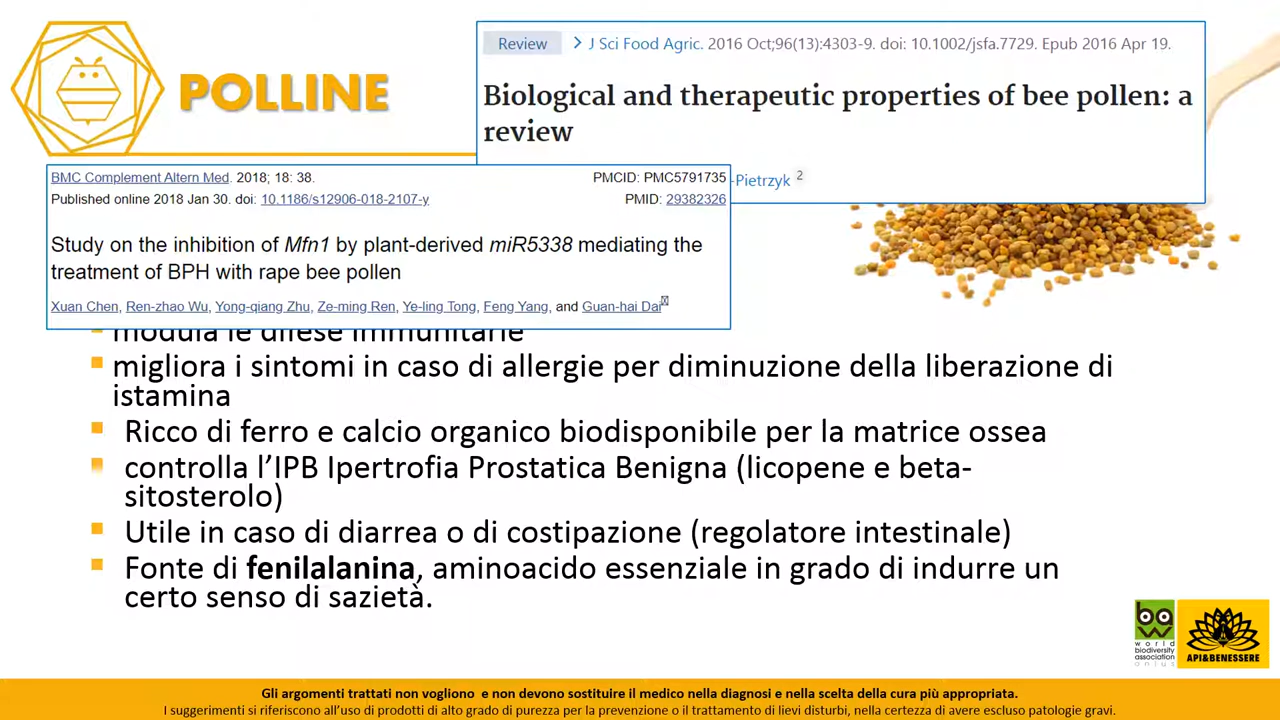 POLLINE
Review > J Sci Food Agric. 2016 Oct;96(13):4303-9. doi: 10.1002/jsfa.7729. Epub 2016 Apr 19.
Biological and therapeutic properties of bee pollen: a
review
-Pietrzyk 2
BMC Complement Altern Med. 2018; 18: 38.
PMCID: PMC5791735
Published online 2018 Jan 30. doi: 10.1186/s12906-018-2107-y
PMID: 29382326
Study on the inhibition of Mfn1 by plant-derived miR5338 mediating the
treatment of BPH with rape bee pollen
Xuan Chen, Ren-zhao Wu, Yong-qiang Zhu, Ze-ming Ren, Ye-ling Tong, Feng Yang, and Guan-hai Dai
modula le difese immunitarie
migliora i sintomi in caso di allergie per diminuzione della liberazione di
istamina
Ricco di ferro e calcio organico biodisponibile per la matrice ossea
controlla l’IPB Ipertrofia Prostatica Benigna (licopene e beta-
sitosterolo)
Utile in caso di diarrea o di costipazione (regolatore intestinale)
Fonte di fenilalanina, aminoacido essenziale in grado di indurre un
certo senso di sazietà.
baw
world
biodiversity
association
onlus
API&BENESSERE
Gli argomenti trattati non vogliono e non devono sostituire il medico nella diagnosi e nella scelta della cura più appropriata.
I suggerimenti si riferiscono all’uso di prodotti di alto grado di purezza per la prevenzione o il trattamento di lievi disturbi, nella certezza di avere escluso patologie gravi.